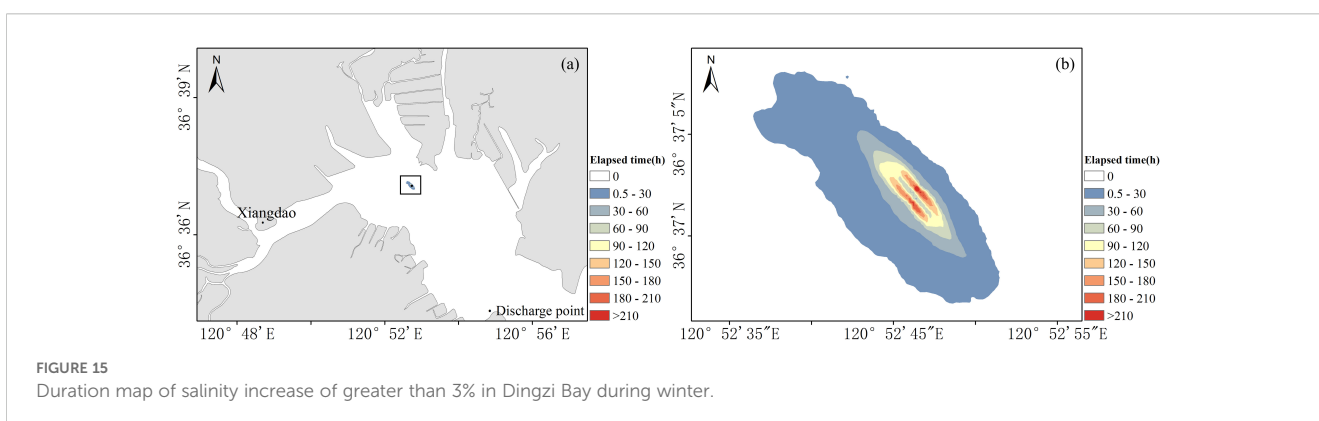 N
(a)
36° 39′ N
36° 36′ N
Xiangdao
Discharge point
120° 48′ E
120° 52′ E
120° 56′ E
Elapsed time(h)
0
0.5 - 30
30 - 60
60 - 90
90 - 120
120 - 150
150 - 180
180 - 210
>210
N
(b)
36° 37′ 5″N
36° 37′ N
120° 52′ 35″E
120° 52′ 45″E
120° 52′ 55″E
Elapsed time(h)
0
0.5 - 30
30 - 60
60 - 90
90 - 120
120 - 150
150 - 180
180 - 210
>210
FIGURE 15
Duration map of salinity increase of greater than 3% in Dingzi Bay during winter.